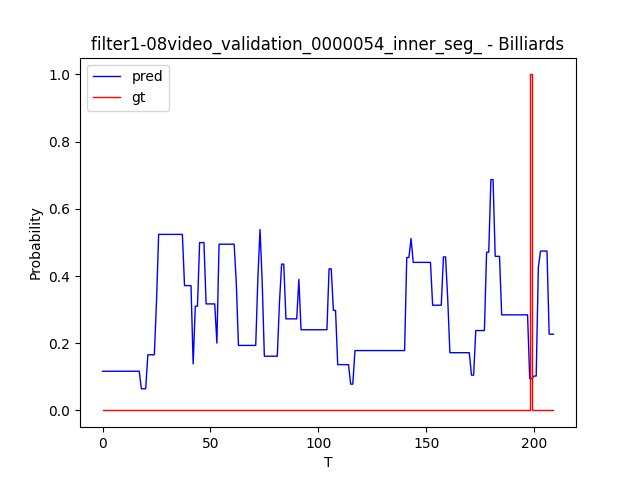 filter1-08video_validation_0000054_inner_seg_ - Billiards
pred
gt
1.0
0.8
0.6
0.4
0.2
0.0
Probability
0
50
100
150
200
T